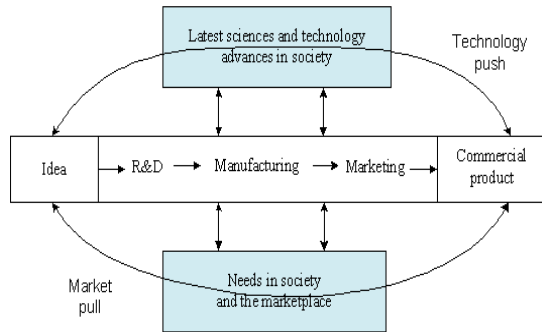 Latest sciences and technology
advances in society
Technology
push
Idea
R&D
Manufacturing
Marketing
Commercial
product
Market
pull
Needs in society
and the marketplace